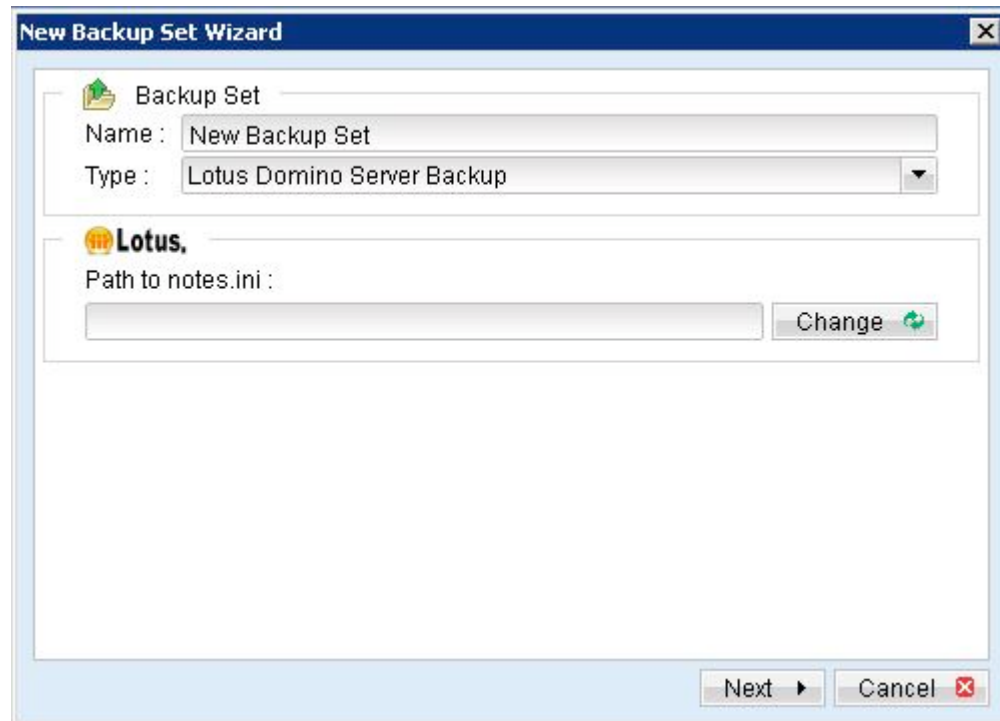 New Backup Set Wizard
Backup Set
Name : New Backup Set
Type : Lotus Domino Server Backup
Lotus.
Path to notes.ini :
Change
Next Cancel